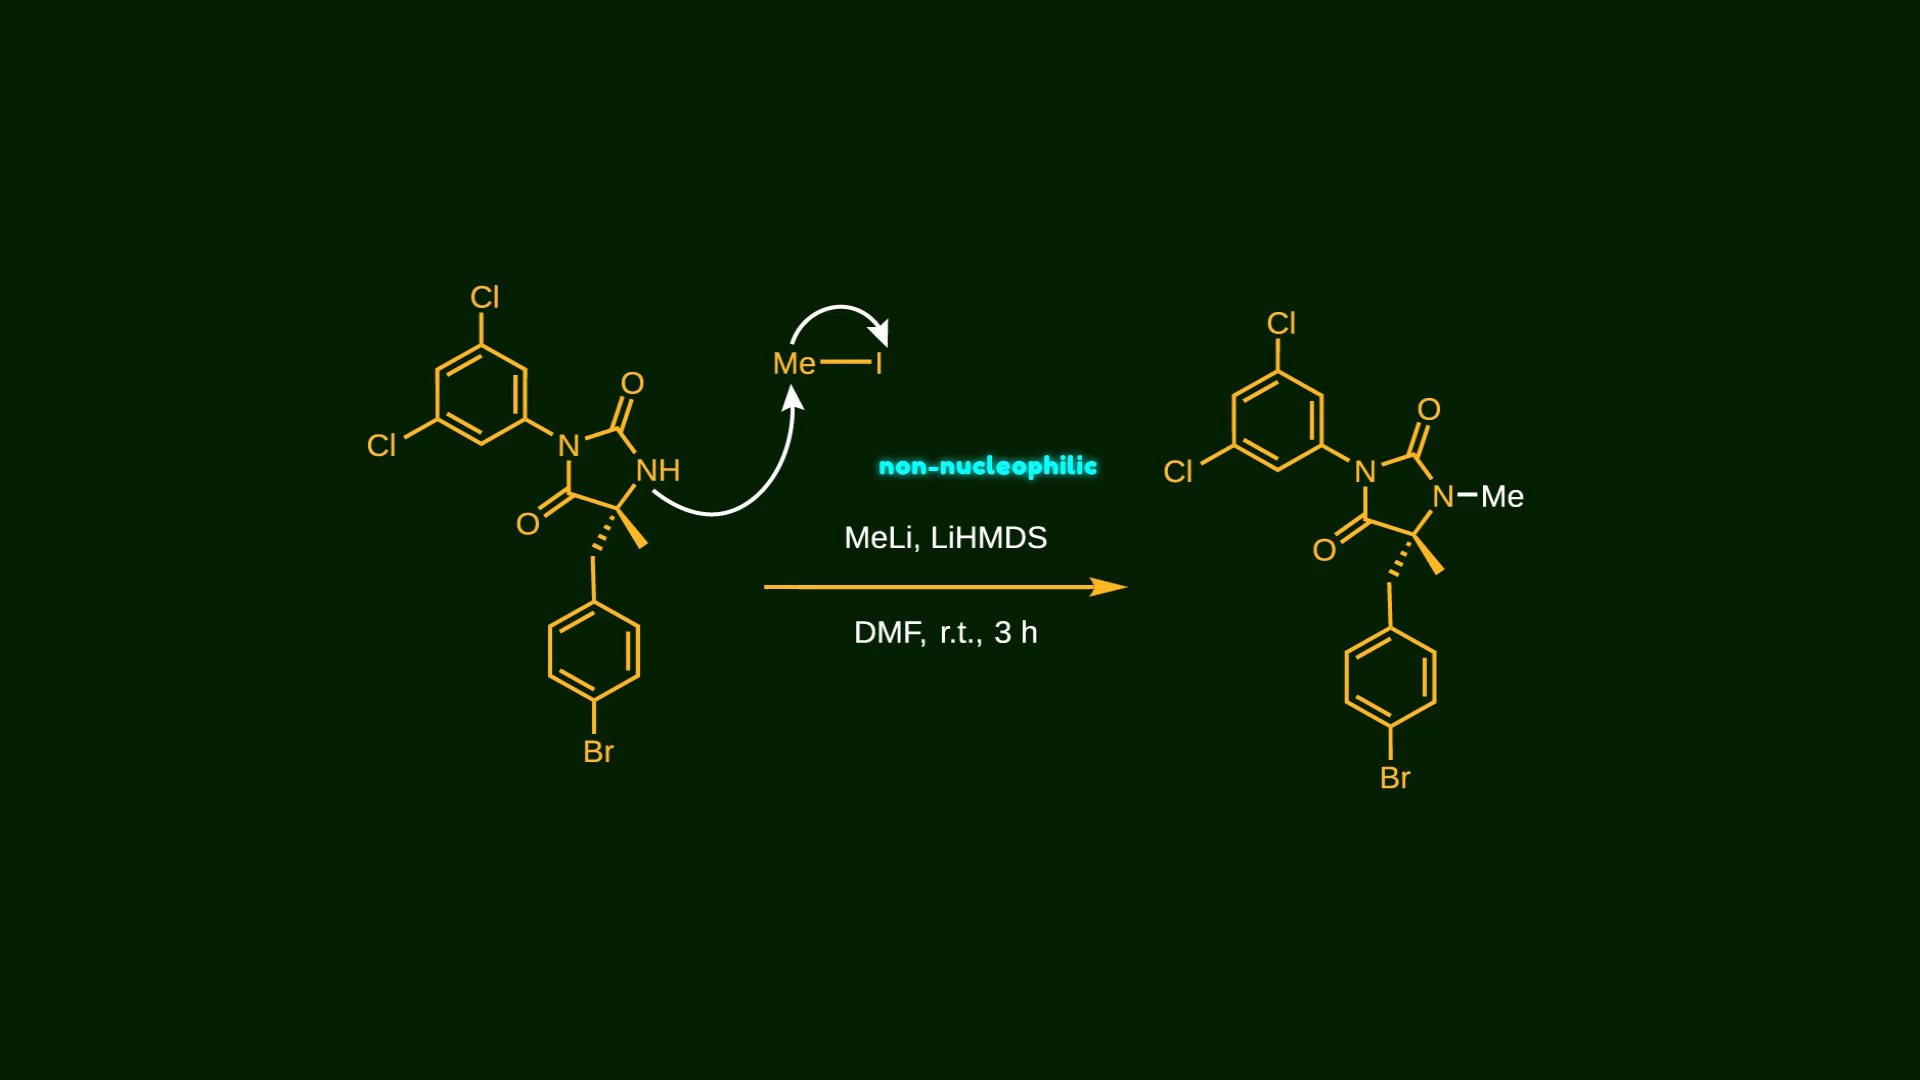 Cl
Cl
N
O
NH
O
Br
Me
I
non-nucleophilic
MeLi, LiHMDS
DMF, r.t., 3 h
Cl
Cl
N
O
N
Me
O
Br